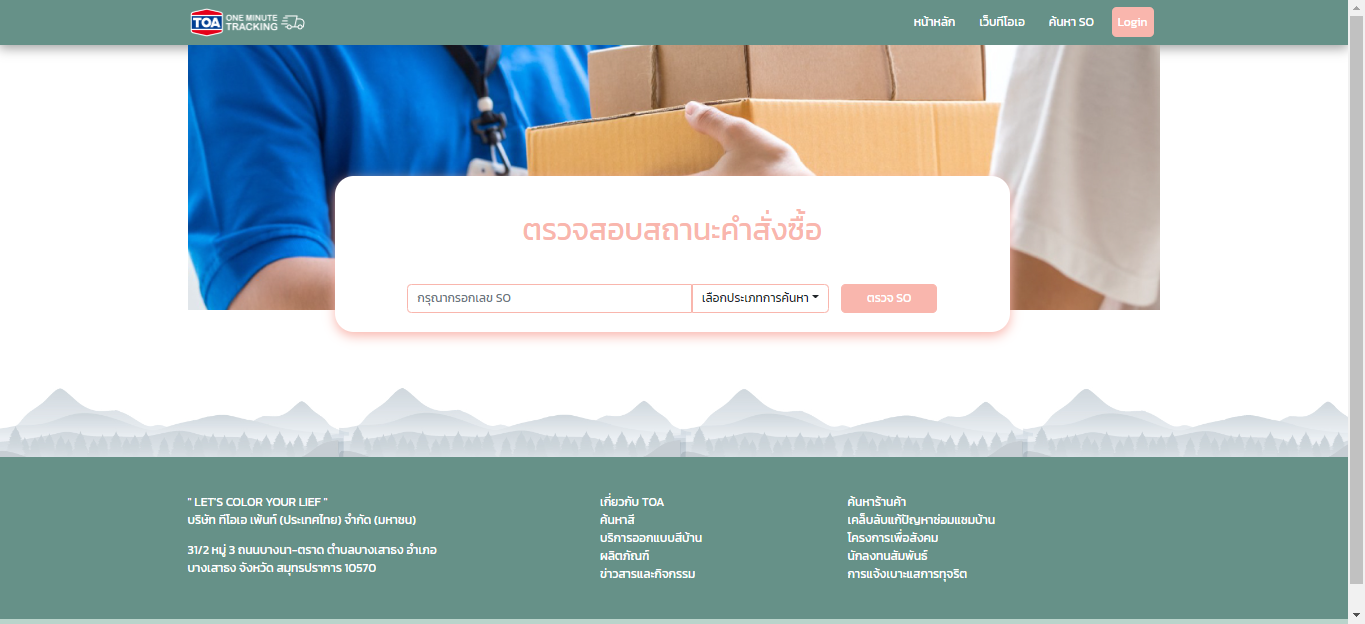 TOA ONE MINUTE
TRACKING
หน้าหลัก เว็บทีโอเอ ค้นหา SO Login
ตรวจสอบสถานะคำสั่งซื้อ
กรุณากรอกเลข SO เลือกประเภทการค้นหา ตรวจ SO
" LET'S COLOR YOUR LIEF "
บริษัท ทีโอเอ เพ้นท์ (ประเทศไทย) จำกัด (มหาชน)
31/2 หมู่ 3 ถนนบางนา-ตราด ตำบลบางเสาธง อำเภอ
บางเสาธง จังหวัด สมุทรปราการ 10570
เกี่ยวกับ TOA
ค้นหาสี
บริการออกแบบสีบ้าน
ผลิตภัณฑ์
ข่าวสารและกิจกรรม
ค้นหาร้านค้า
เคล็บลับแก้ปัญหาซ่อมแซมบ้าน
โครงการเพื่อสังคม
นักลงทนสัมพันธ์
การแจ้งเบาะแสการทุจริต